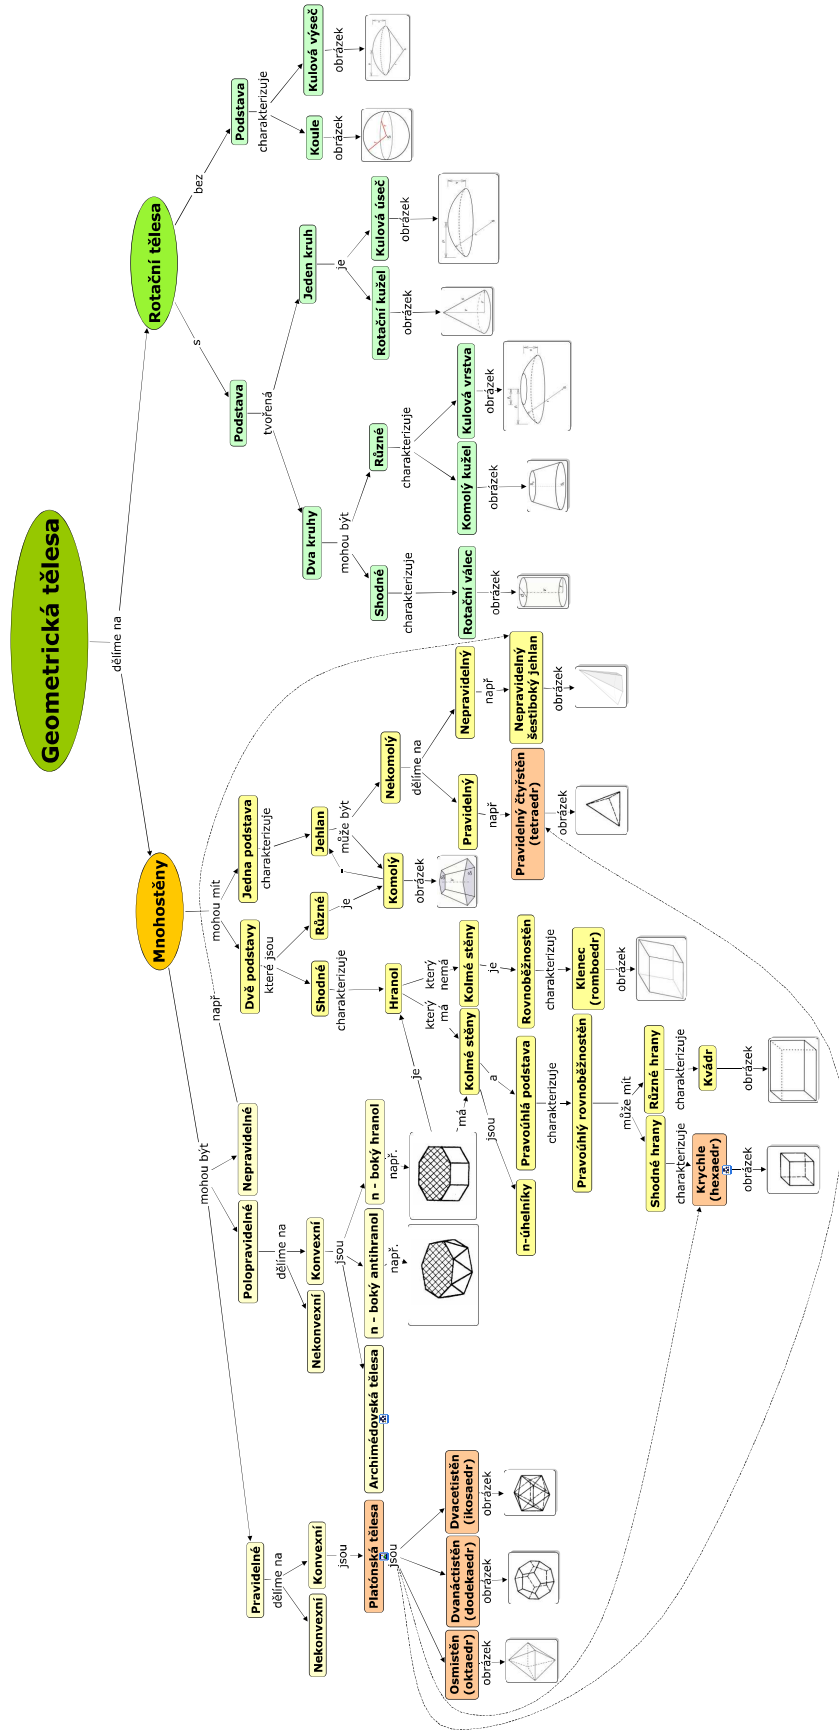 Geometrická tělesa
dělíme na
Mnohostěny
Rotační tělesa
mohou být
mohou mít
s
bez
Pravidelné
dělíme na
Nekonvexní
Konvexní
jsou
Platónská tělesa
jsou
Osmistěn
(oktaedr)
obrázek
Dvanáctistěn
(dodekaedr)
obrázek
Dvacetistěn
(ikosaedr)
obrázek
Polopravidelné
Nepravidelné
např
dělíme na
Nekonvexní
Konvexní
jsou
Archimédovská tělesa
n - boký antihranol
např.
n - boký hranol
např.
je
má
Dvě podstavy
které jsou
Shodné
charakterizuje
Různé
je
Hranol
který
má
který
nemá
Kolmé stěny
jsou
a
Kolmé stěny
je
n-úhelníky
Pravoúhlá podstava
charakterizuje
Rovnoběžnostěn
charakterizuje
Pravoúhlý rovnoběžnostěn
může mít
Klenec
(romboedr)
obrázek
Shodné hrany
charakterizuje
Různé hrany
charakterizuje
Krychle
(hexaedr)
obrázek
Kvádr
obrázek
Jedna podstava
charakterizuje
Jehlan
může být
Komolý
obrázek
Nekomolý
dělíme na
Pravidelný
např
Nepravidelný
např
Pravidelný čtyřstěn
(tetraedr)
obrázek
Nepravidelný
šestiboký jehlan
obrázek
Podstava
tvořená
Dva kruhy
mohou být
Jeden kruh
je
Shodné
charakterizuje
Různé
charakterizuje
Rotační válec
obrázek
Komolý kužel
obrázek
Kulová vrstva
obrázek
Rotační kužel
obrázek
Kulová úseč
obrázek
Podstava
charakterizuje
Koule
obrázek
Kulová výseč
obrázek